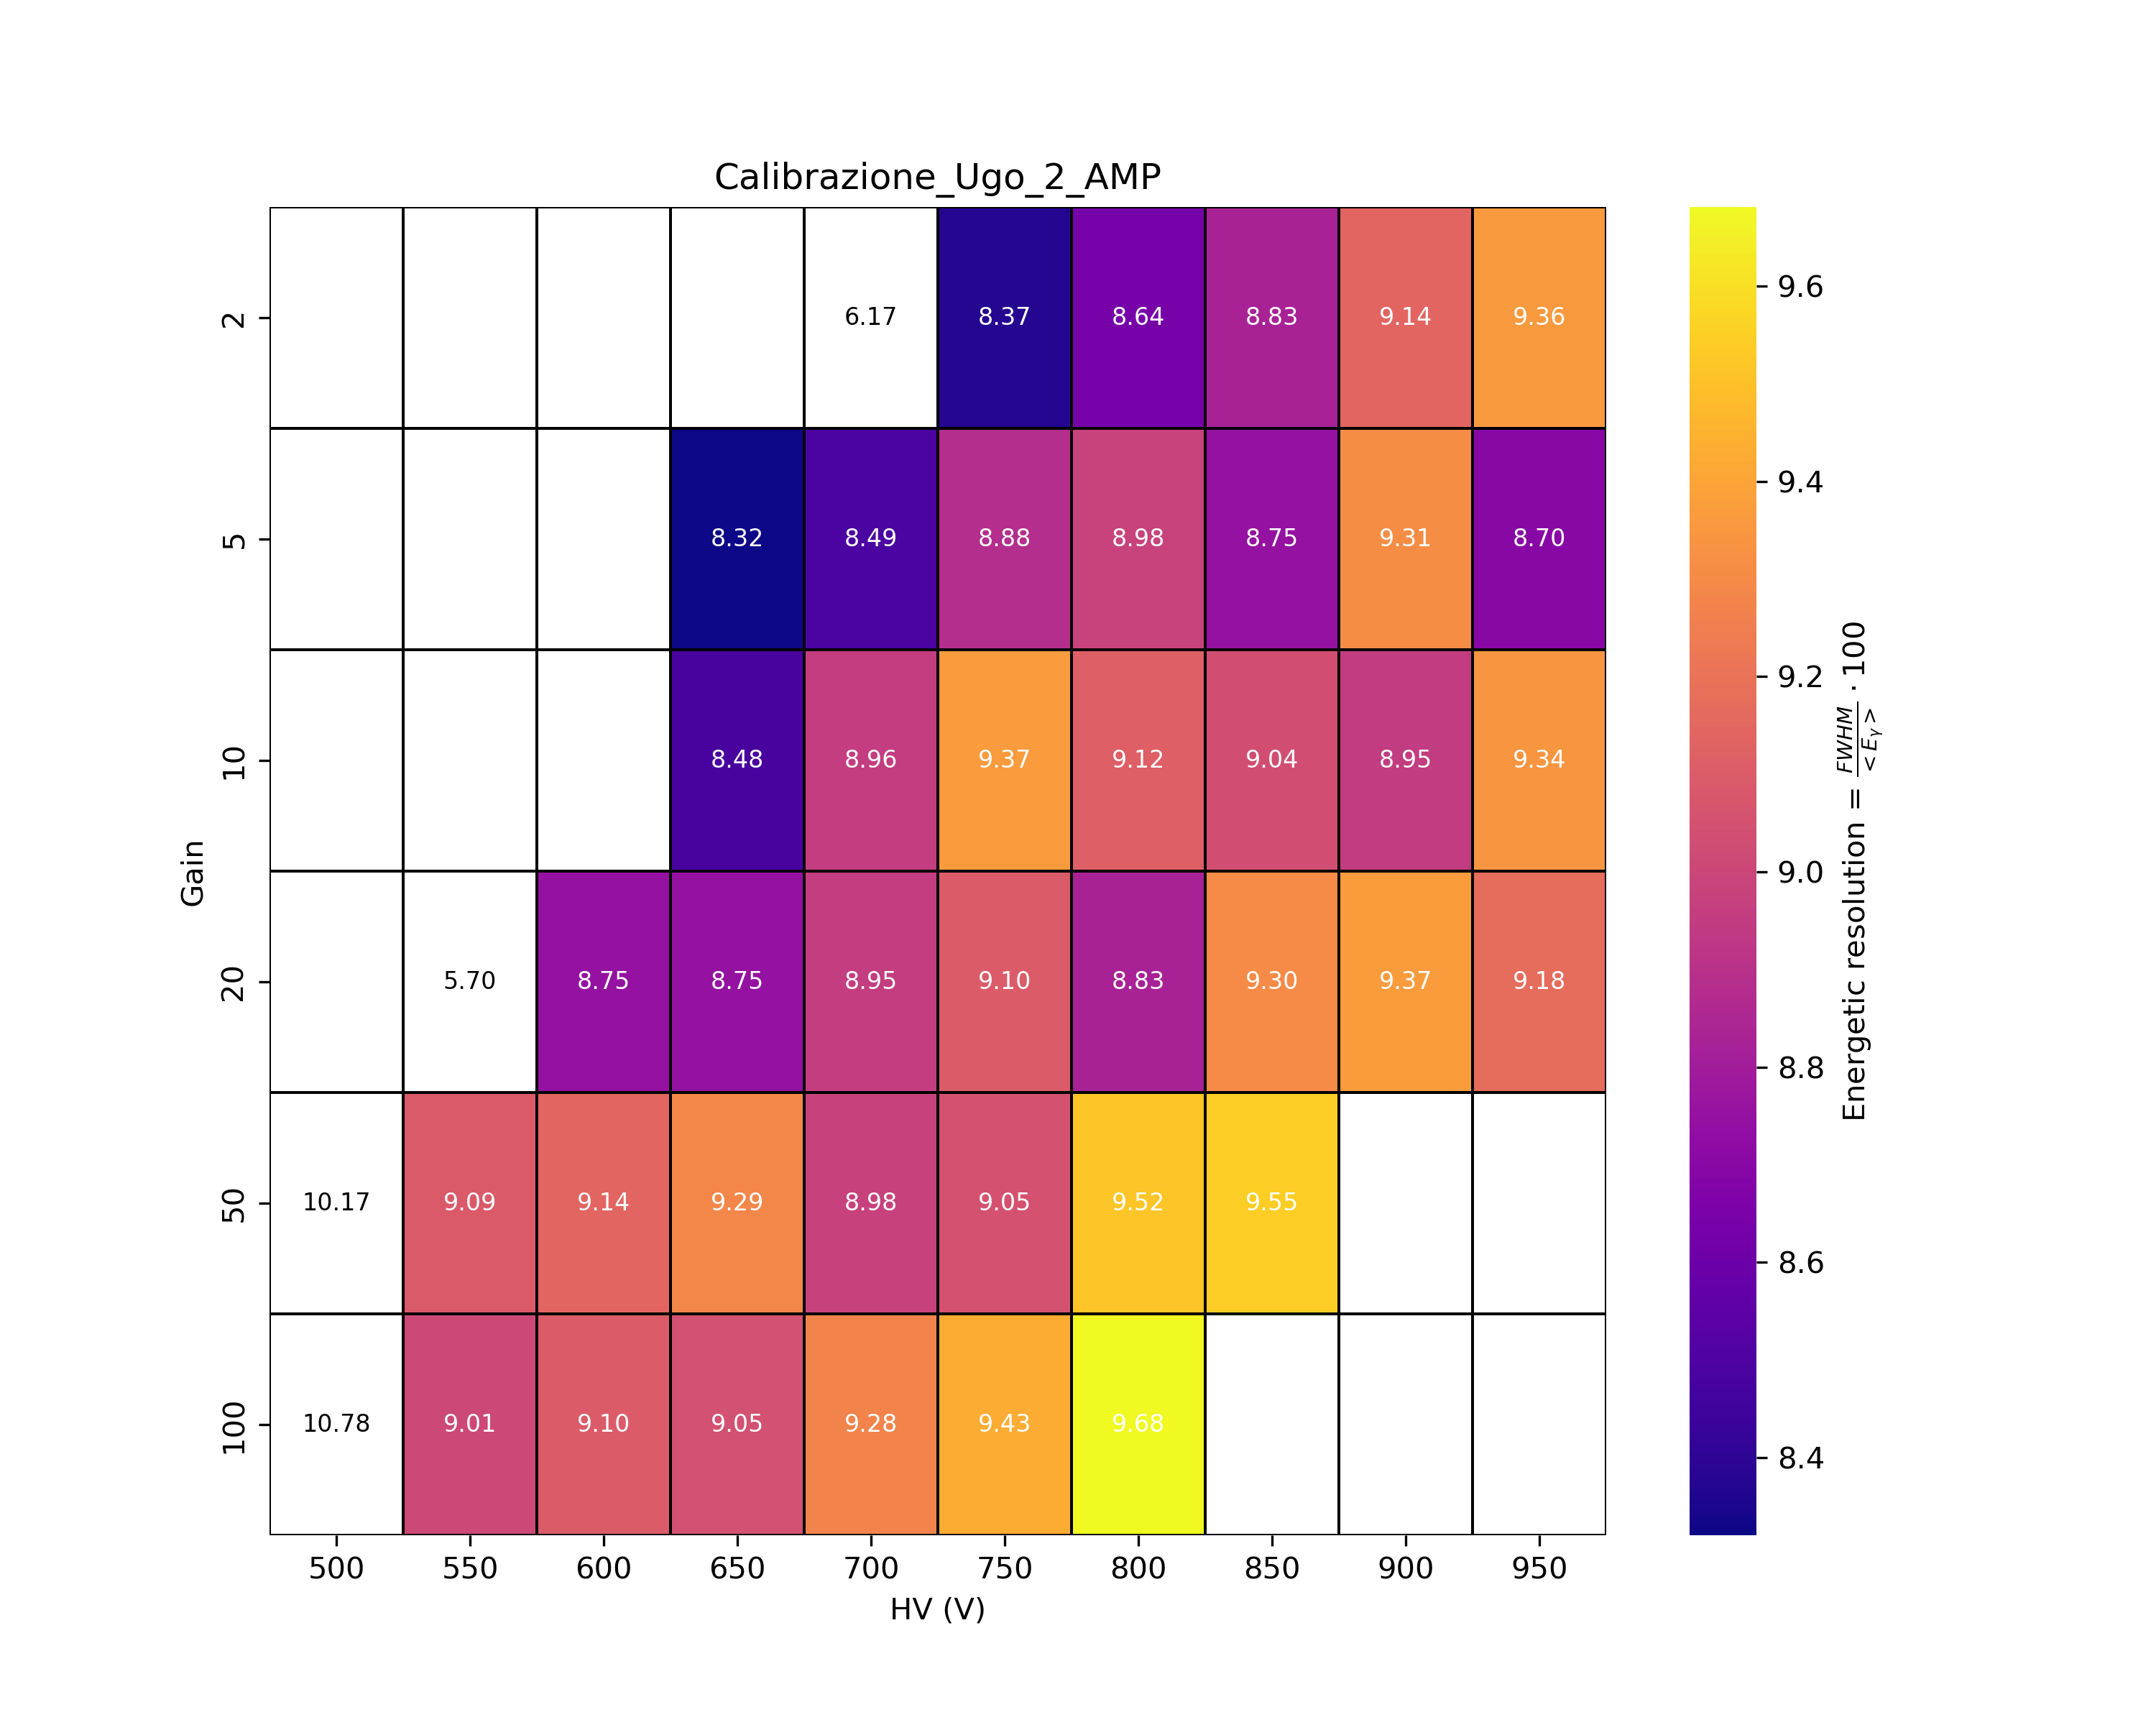 Calibrazione_Ugo_2_AMP
2 6.17 8.37 8.64 8.83 9.14 9.36
5 8.32 8.49 8.88 8.98 8.75 9.31 8.70
10 8.48 8.96 9.37 9.12 9.04 8.95 9.34
20 5.70 8.75 8.75 8.95 9.10 8.83 9.30 9.37 9.18
50 10.17 9.09 9.14 9.29 8.98 9.05 9.52 9.55
100 10.78 9.01 9.10 9.05 9.28 9.43 9.68
Gain
500 550 600 650 700 750 800 850 900 950
HV (V)
9.6
9.4
9.2
9.0
8.8
8.6
8.4
Energetic resolution = FWHM / <E_γ> · 100